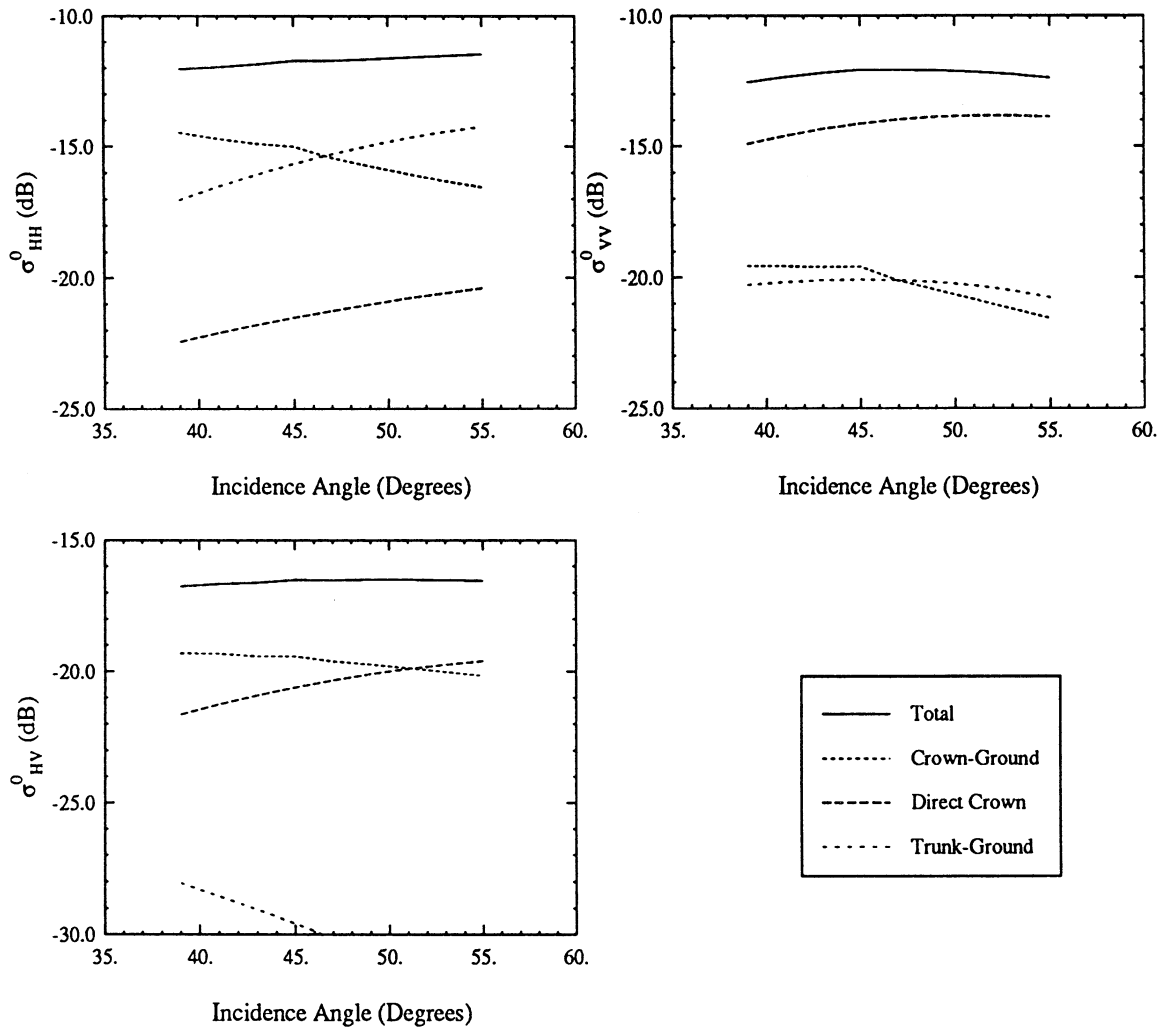 -10.0
-15.0
-20.0
-25.0
σ⁰HH (dB)
35. 40. 45. 50. 55. 60.
Incidence Angle (Degrees)
-10.0
-15.0
-20.0
-25.0
σ⁰VV (dB)
35. 40. 45. 50. 55. 60.
Incidence Angle (Degrees)
-15.0
-20.0
-25.0
-30.0
σ⁰HV (dB)
35. 40. 45. 50. 55. 60.
Incidence Angle (Degrees)
Total
Crown-Ground
Direct Crown
Trunk-Ground